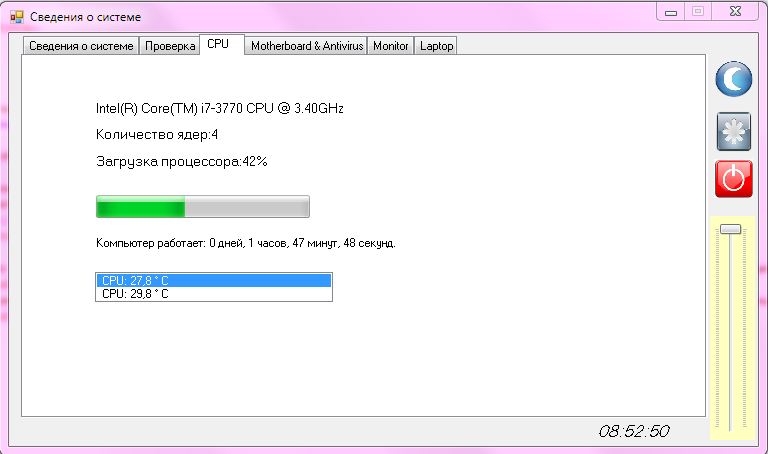 Сведения о системе
Сведения о системе Проверка CPU Motherboard & Antivirus Monitor Laptop
Intel(R) Core(TM) i7-3770 CPU @ 3.40GHz
Количество ядер:4
Загрузка процессора:42%
Компьютер работает: 0 дней, 1 часов, 47 минут, 48 секунд.
CPU: 27,8 ° C
CPU: 29,8 ° C
08:52:50